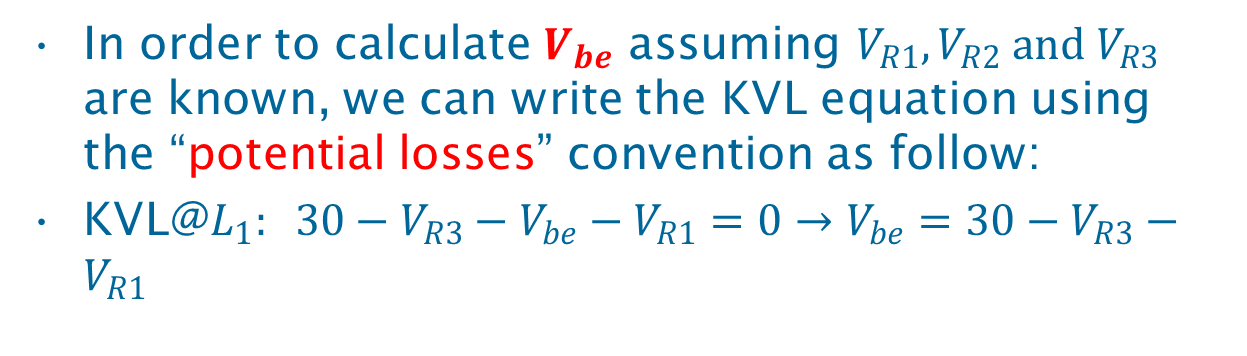 • In order to calculate V_be assuming V_R1, V_R2 and V_R3
are known, we can write the KVL equation using
the “potential losses” convention as follow:
• KVL@L_1: 30 − V_R3 − V_be − V_R1 = 0 → V_be = 30 − V_R3 −
V_R1